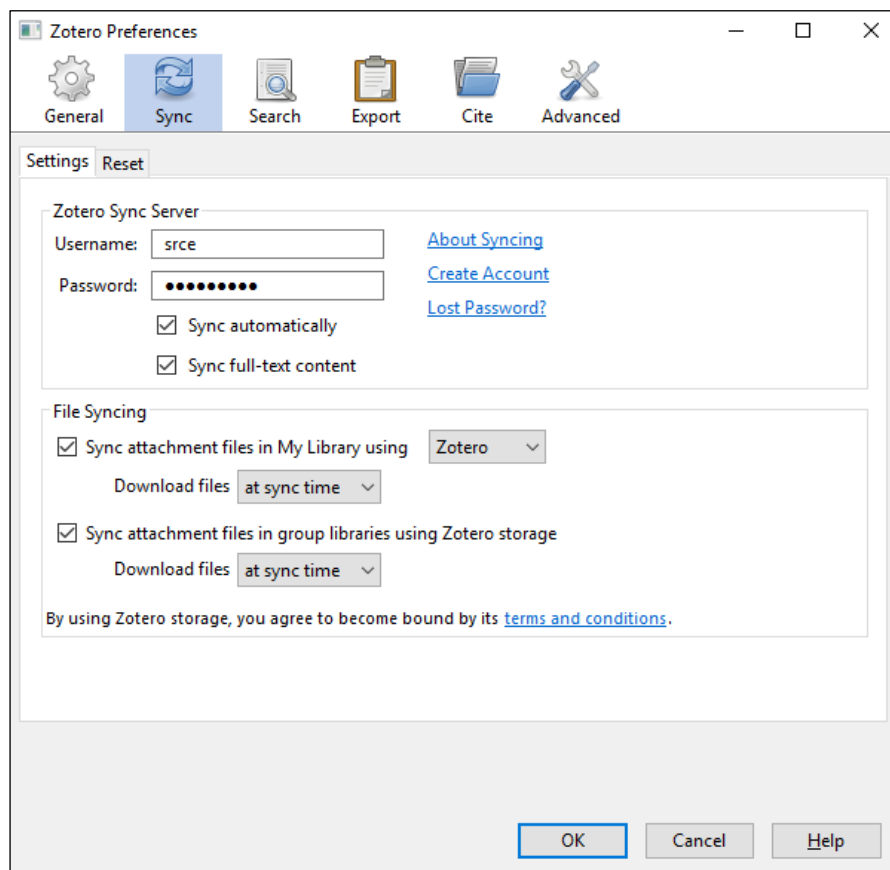 Zotero Preferences
General Sync Search Export Cite Advanced
Settings Reset
Zotero Sync Server
Username: srce About Syncing
Create Account
Password: ●●●●●●●●●
Lost Password?
Sync automatically
Sync full-text content
File Syncing
Sync attachment files in My Library using Zotero
Download files at sync time
Sync attachment files in group libraries using Zotero storage
Download files at sync time
By using Zotero storage, you agree to become bound by its terms and conditions.
OK Cancel Help